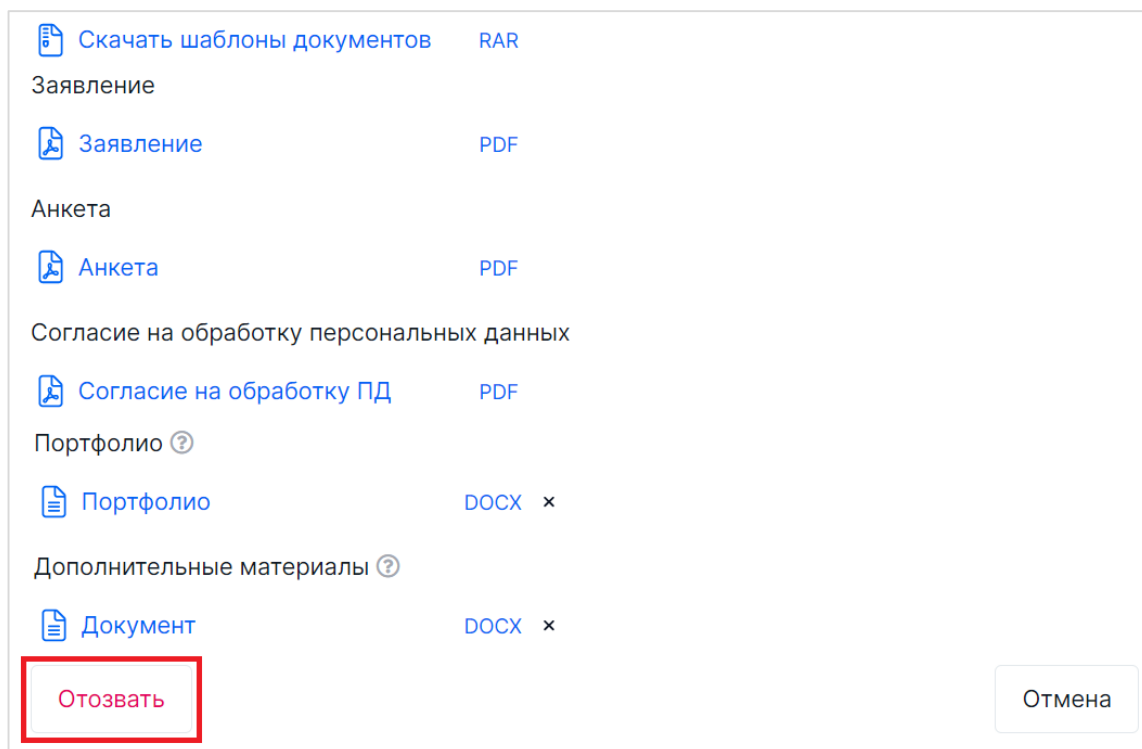 Скачать шаблоны документов RAR
Заявление
Заявление PDF
Анкета
Анкета PDF
Согласие на обработку персональных данных
Согласие на обработку ПД PDF
Портфолио ?
Портфолио DOCX ×
Дополнительные материалы ?
Документ DOCX ×
Отозвать Отмена